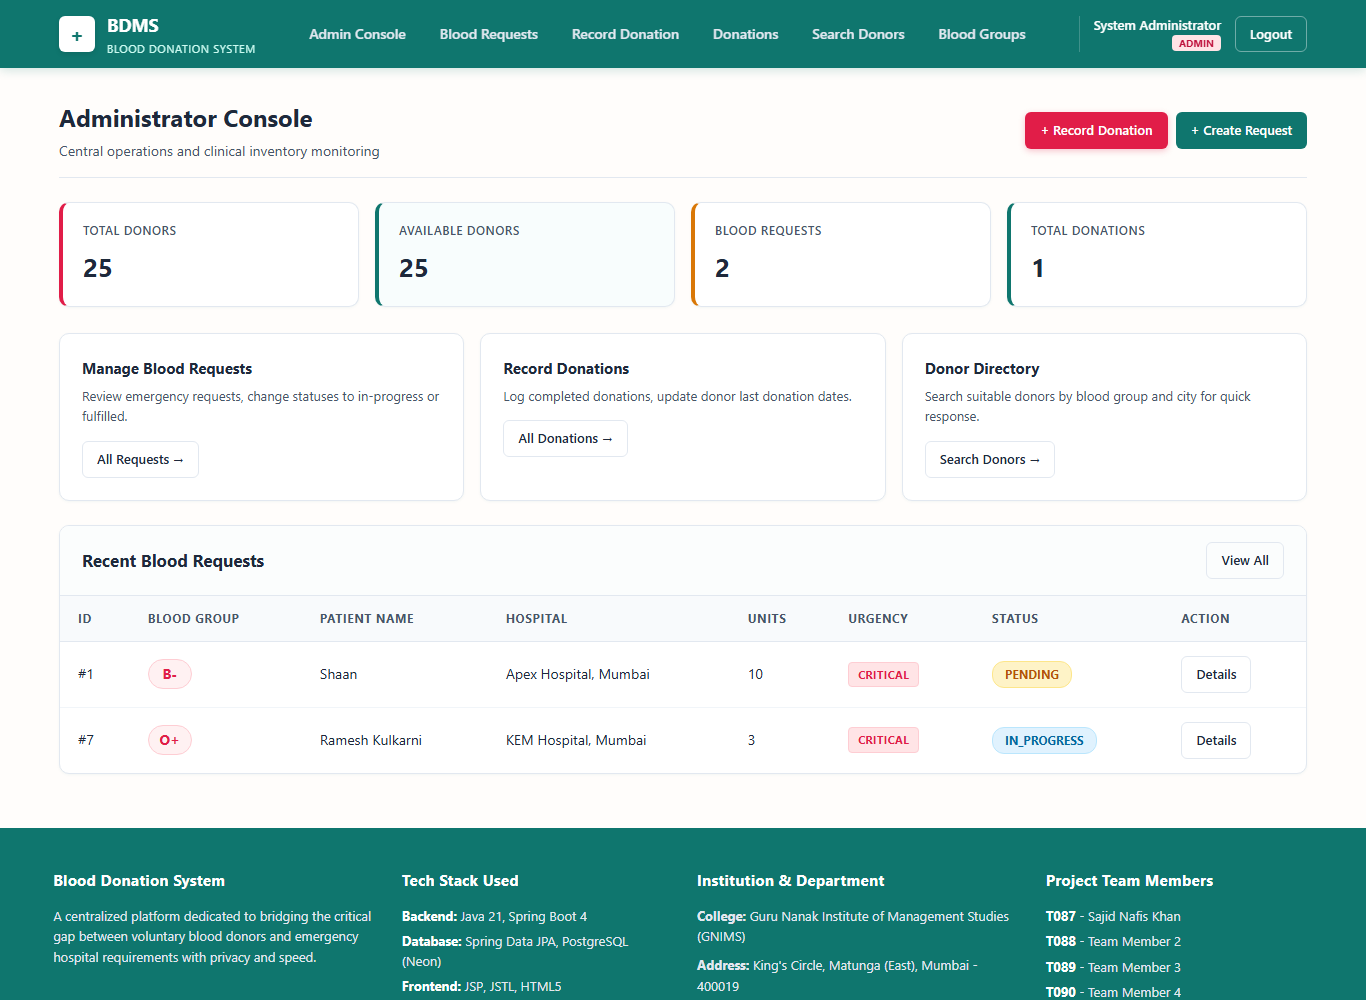 + BDMS
BLOOD DONATION SYSTEM
Admin Console Blood Requests Record Donation Donations Search Donors Blood Groups
System Administrator
ADMIN
Logout
Administrator Console
Central operations and clinical inventory monitoring
+ Record Donation + Create Request
TOTAL DONORS
25
AVAILABLE DONORS
25
BLOOD REQUESTS
2
TOTAL DONATIONS
1
Manage Blood Requests
Review emergency requests, change statuses to in-progress or
fulfilled.
All Requests →
Record Donations
Log completed donations, update donor last donation dates.
All Donations →
Donor Directory
Search suitable donors by blood group and city for quick
response.
Search Donors →
Recent Blood Requests View All
ID BLOOD GROUP PATIENT NAME HOSPITAL UNITS URGENCY STATUS ACTION
#1 B- Shaan Apex Hospital, Mumbai 10 CRITICAL PENDING Details
#7 O+ Ramesh Kulkarni KEM Hospital, Mumbai 3 CRITICAL IN_PROGRESS Details
Blood Donation System
A centralized platform dedicated to bridging the critical
gap between voluntary blood donors and emergency
hospital requirements with privacy and speed.
Tech Stack Used
Backend: Java 21, Spring Boot 4
Database: Spring Data JPA, PostgreSQL
(Neon)
Frontend: JSP, JSTL, HTML5
Institution & Department
College: Guru Nanak Institute of Management Studies
(GNIMS)
Address: King's Circle, Matunga (East), Mumbai -
400019
Project Team Members
T087 - Sajid Nafis Khan
T088 - Team Member 2
T089 - Team Member 3
T090 - Team Member 4